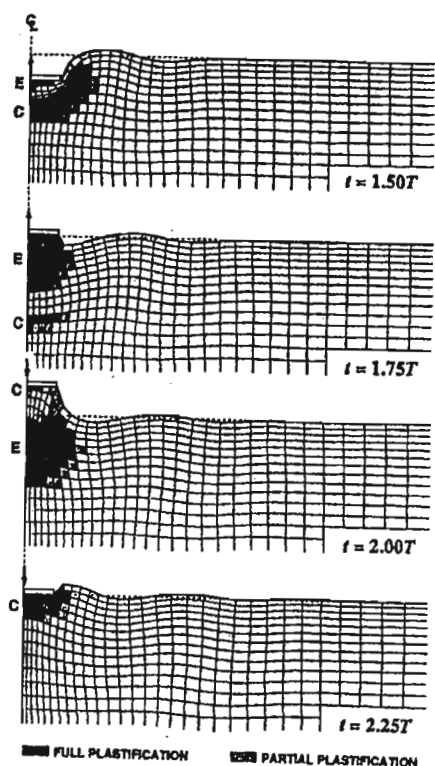 ℄
E
C
t = 1.50T
E
C
t = 1.75T
C
E
t = 2.00T
C
t = 2.25T
FULL PLASTIFICATION PARTIAL PLASTIFICATION